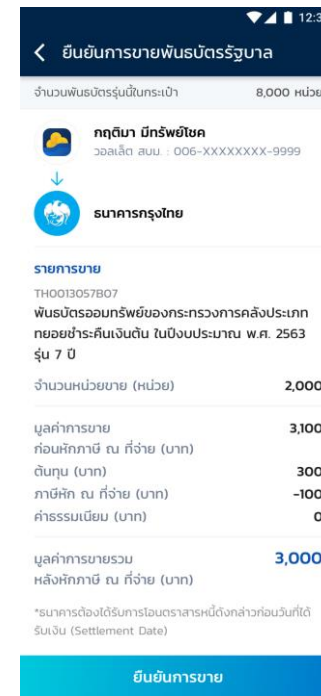 12:3
ยืนยันการขายพันธบัตรรัฐบาล
จำนวนพันธบัตรรุ่นนี้ในกระเป๋า 8,000 หน่วย
กฤติมา มีทรัพย์โชค
วอลเล็ต สบม. : 006-XXXXXXXX-9999
ธนาคารกรุงไทย
รายการขาย
TH0013057B07
พันธบัตรออมทรัพย์ของกระทรวงการคลังประเภท
ทยอยชำระคืนเงินต้น ในปีงบประมาณ พ.ศ. 2563
รุ่น 7 ปี
จำนวนหน่วยขาย (หน่วย) 2,000
มูลค่าการขาย 3,100
ก่อนหักภาษี ณ ที่จ่าย (บาท)
ต้นทุน (บาท) 300
ภาษีหัก ณ ที่จ่าย (บาท) -100
ค่าธรรมเนียม (บาท) 0
มูลค่าการขายรวม 3,000
หลังหักภาษี ณ ที่จ่าย (บาท)
*ธนาคารต้องได้รับการโอนตราสารหนี้ดังกล่าวก่อนวันที่ได้
รับเงิน (Settlement Date)
ยืนยันการขาย